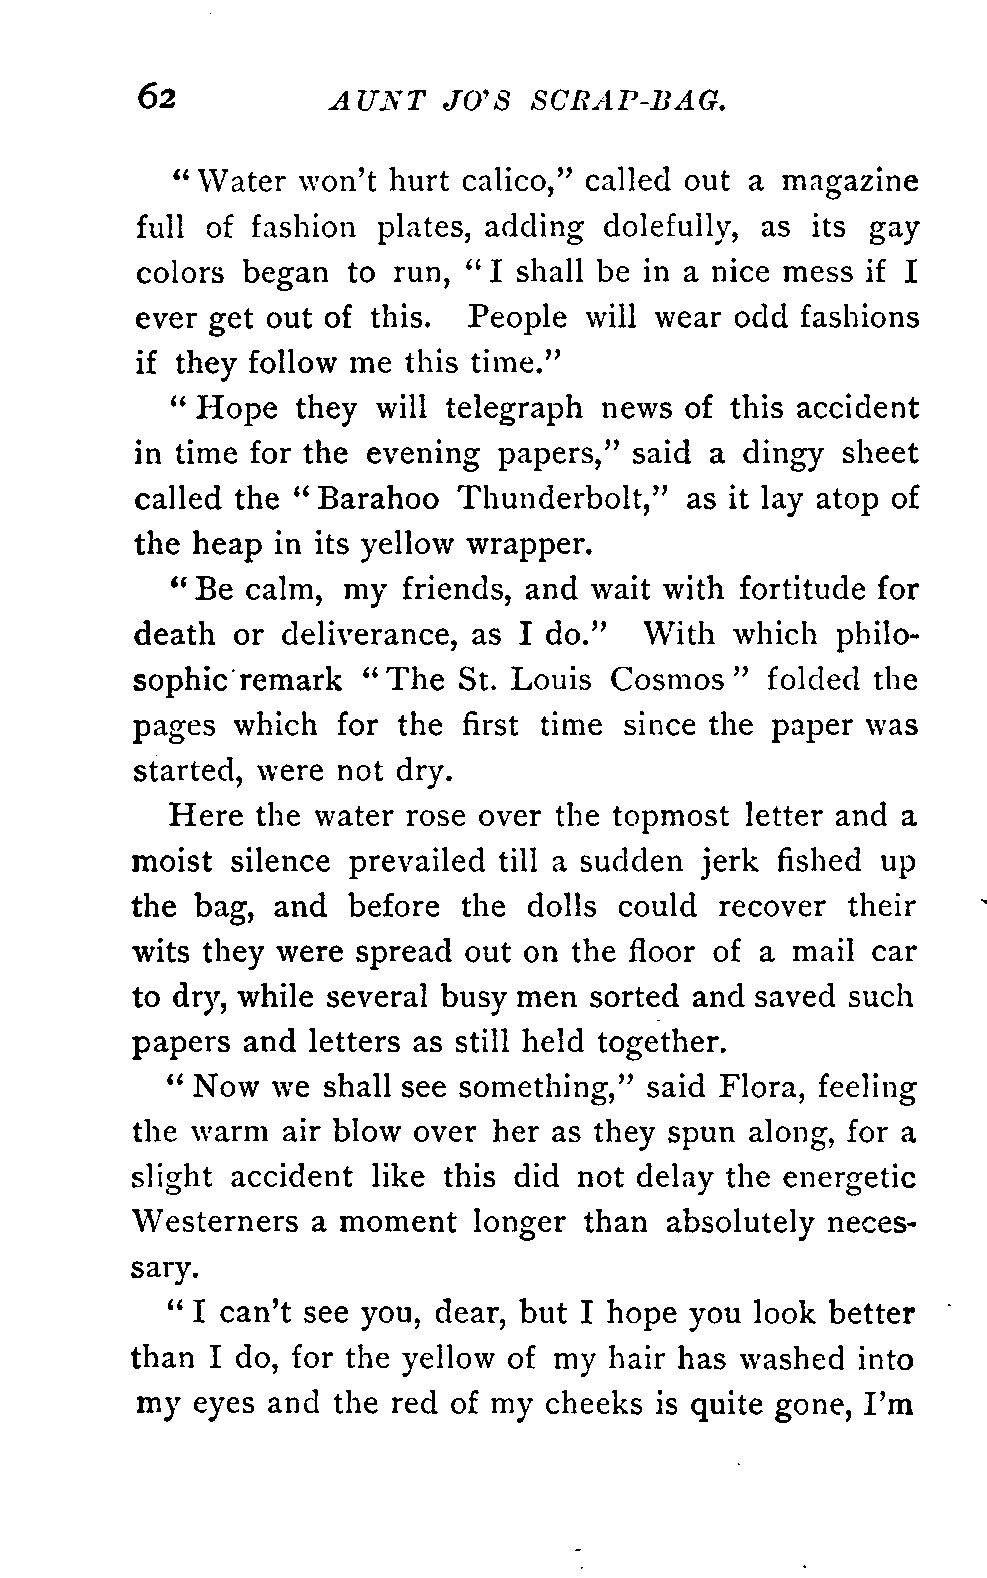 62 AUNT JO'S SCRAP-BAG.
"Water won't hurt calico," called out a magazine
full of fashion plates, adding dolefully, as its gay
colors began to run, "I shall be in a nice mess if I
ever get out of this. People will wear odd fashions
if they follow me this time."
"Hope they will telegraph news of this accident
in time for the evening papers," said a dingy sheet
called the "Barahoo Thunderbolt," as it lay atop of
the heap in its yellow wrapper.
"Be calm, my friends, and wait with fortitude for
death or deliverance, as I do." With which philo-
sophic remark "The St. Louis Cosmos" folded the
pages which for the first time since the paper was
started, were not dry.
Here the water rose over the topmost letter and a
moist silence prevailed till a sudden jerk fished up
the bag, and before the dolls could recover their
wits they were spread out on the floor of a mail car
to dry, while several busy men sorted and saved such
papers and letters as still held together.
"Now we shall see something," said Flora, feeling
the warm air blow over her as they spun along, for a
slight accident like this did not delay the energetic
Westerners a moment longer than absolutely neces-
sary.
"I can't see you, dear, but I hope you look better
than I do, for the yellow of my hair has washed into
my eyes and the red of my cheeks is quite gone, I'm